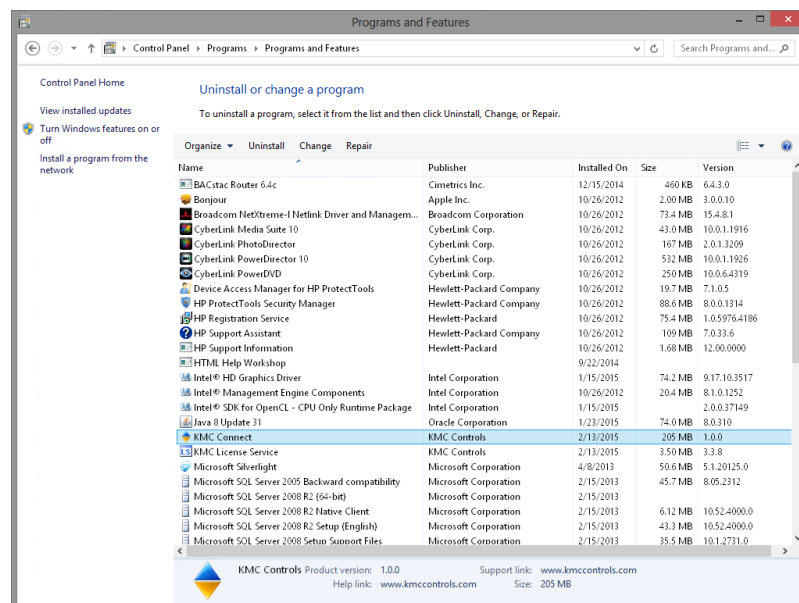 Programs and Features
Control Panel Programs Programs and Features Search Programs and...
Control Panel Home
View installed updates
Turn Windows features on or
off
Install a program from the
network
Uninstall or change a program
To uninstall a program, select it from the list and then click Uninstall, Change, or Repair.
Organize Uninstall Change Repair
Name Publisher Installed On Size Version
BACstac Router 6.4c Cimetrics Inc. 12/15/2014 460 KB 6.4.3.0
Bonjour Apple Inc. 10/26/2012 2.00 MB 3.0.0.10
Broadcom NetXtreme-I Netlink Driver and Managem... Broadcom Corporation 10/26/2012 73.4 MB 15.4.8.1
CyberLink Media Suite 10 CyberLink Corp. 10/26/2012 43.0 MB 10.0.1.1916
CyberLink PhotoDirector CyberLink Corp. 10/26/2012 167 MB 2.0.1.3209
CyberLink PowerDirector 10 CyberLink Corp. 10/26/2012 532 MB 10.0.1.1926
CyberLink PowerDVD CyberLink Corp. 10/26/2012 250 MB 10.0.6.4319
Device Access Manager for HP ProtectTools Hewlett-Packard Company 10/26/2012 19.7 MB 7.1.0.5
HP ProtectTools Security Manager Hewlett-Packard Company 10/26/2012 88.6 MB 8.0.0.1314
HP Registration Service Hewlett-Packard 10/26/2012 75.4 MB 1.0.5976.4186
HP Support Assistant Hewlett-Packard Company 10/26/2012 109 MB 7.0.33.6
HP Support Information Hewlett-Packard 10/26/2012 1.68 MB 12.00.0000
HTML Help Workshop 9/22/2014
Intel® HD Graphics Driver Intel Corporation 1/15/2015 74.2 MB 9.17.10.3517
Intel® Management Engine Components Intel Corporation 10/26/2012 20.4 MB 8.1.0.1252
Intel® SDK for OpenCL - CPU Only Runtime Package Intel Corporation 1/15/2015 2.0.0.37149
Java 8 Update 31 Oracle Corporation 1/23/2015 74.0 MB 8.0.310
KMC Connect KMC Controls 2/13/2015 205 MB 1.0.0
LS KMC License Service KMC Controls 2/13/2015 3.50 MB 3.3.8
Microsoft Silverlight Microsoft Corporation 4/8/2013 50.6 MB 5.1.20125.0
Microsoft SQL Server 2005 Backward compatibility Microsoft Corporation 2/15/2013 45.7 MB 8.05.2312
Microsoft SQL Server 2008 R2 (64-bit) Microsoft Corporation 2/15/2013
Microsoft SQL Server 2008 R2 Native Client Microsoft Corporation 2/15/2013 6.12 MB 10.52.4000.0
Microsoft SQL Server 2008 R2 Setup (English) Microsoft Corporation 2/15/2013 43.3 MB 10.52.4000.0
Microsoft SQL Server 2008 Setup Support Files Microsoft Corporation 2/15/2013 35.5 MB 10.1.2731.0
KMC Controls Product version: 1.0.0 Support link: www.kmccontrols.com
Help link: www.kmccontrols.com Size: 205 MB